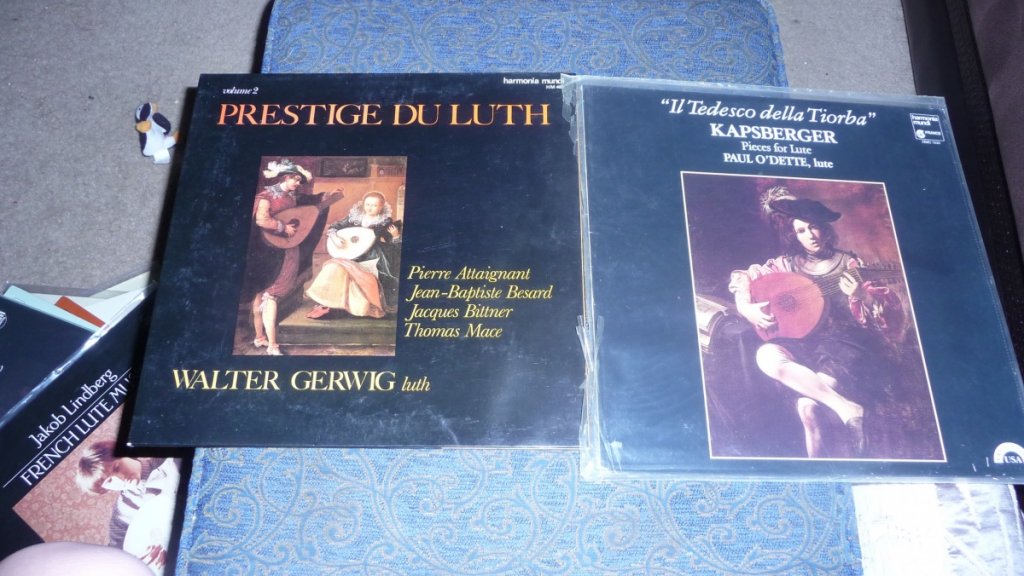 volume 2
harmonia mundi
PRESTIGE DU LUTH
Pierre Attaignant
Jean-Baptiste Besard
Jacques Bittner
Thomas Mace
WALTER GERWIG luth
"Il Tedesco della Tiorba"
KAPSBERGER
Pieces for Lute
PAUL O'DETTE, lute
harmonia
mundi
USA
Jakob Lindberg
FRENCH LUTE